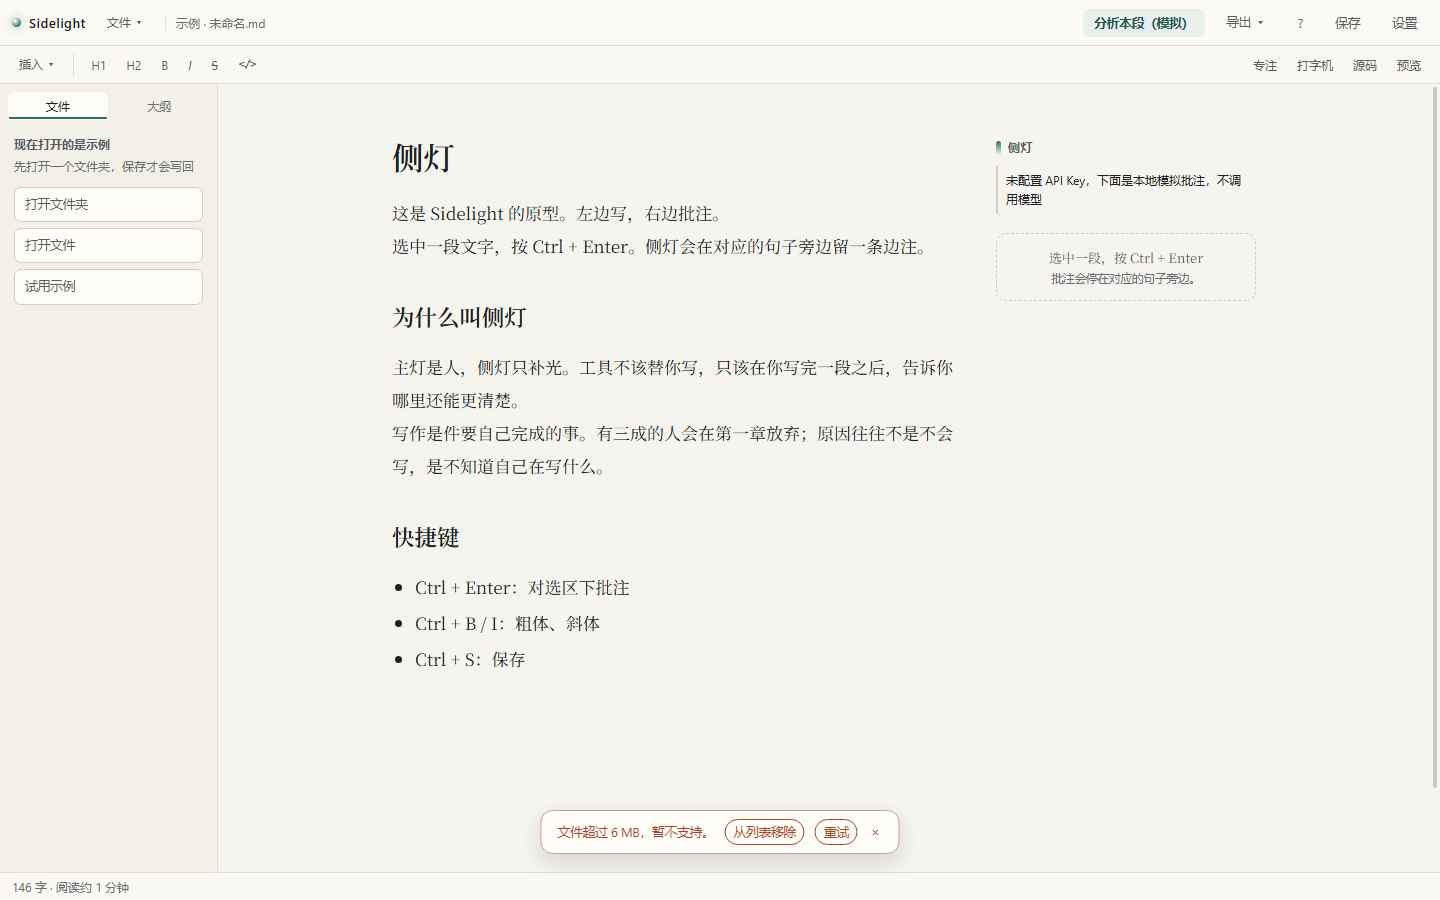 Sidelight
文件 ▾
示例 · 未命名.md
分析本段（模拟）
导出 ▾
?
保存
设置
插入 ▾
H1
H2
B
I
S
</>
专注
打字机
源码
预览
文件
大纲
现在打开的是示例
先打开一个文件夹，保存才会写回
打开文件夹
打开文件
试用示例
侧灯
这是 Sidelight 的原型。左边写，右边批注。
选中一段文字，按 Ctrl + Enter。侧灯会在对应的句子旁边留一条边注。
为什么叫侧灯
主灯是人，侧灯只补光。工具不该替你写，只该在你写完一段之后，告诉你
哪里还能更清楚。
写作是件要自己完成的事。有三成的人会在第一章放弃；原因往往不是不会
写，是不知道自己在写什么。
快捷键
Ctrl + Enter：对选区下批注
Ctrl + B / I：粗体、斜体
Ctrl + S：保存
侧灯
未配置 API Key，下面是本地模拟批注，不调
用模型
选中一段，按 Ctrl + Enter
批注会停在对应的句子旁边。
文件超过 6 MB，暂不支持。
从列表移除
重试
×
146 字 · 阅读约 1 分钟